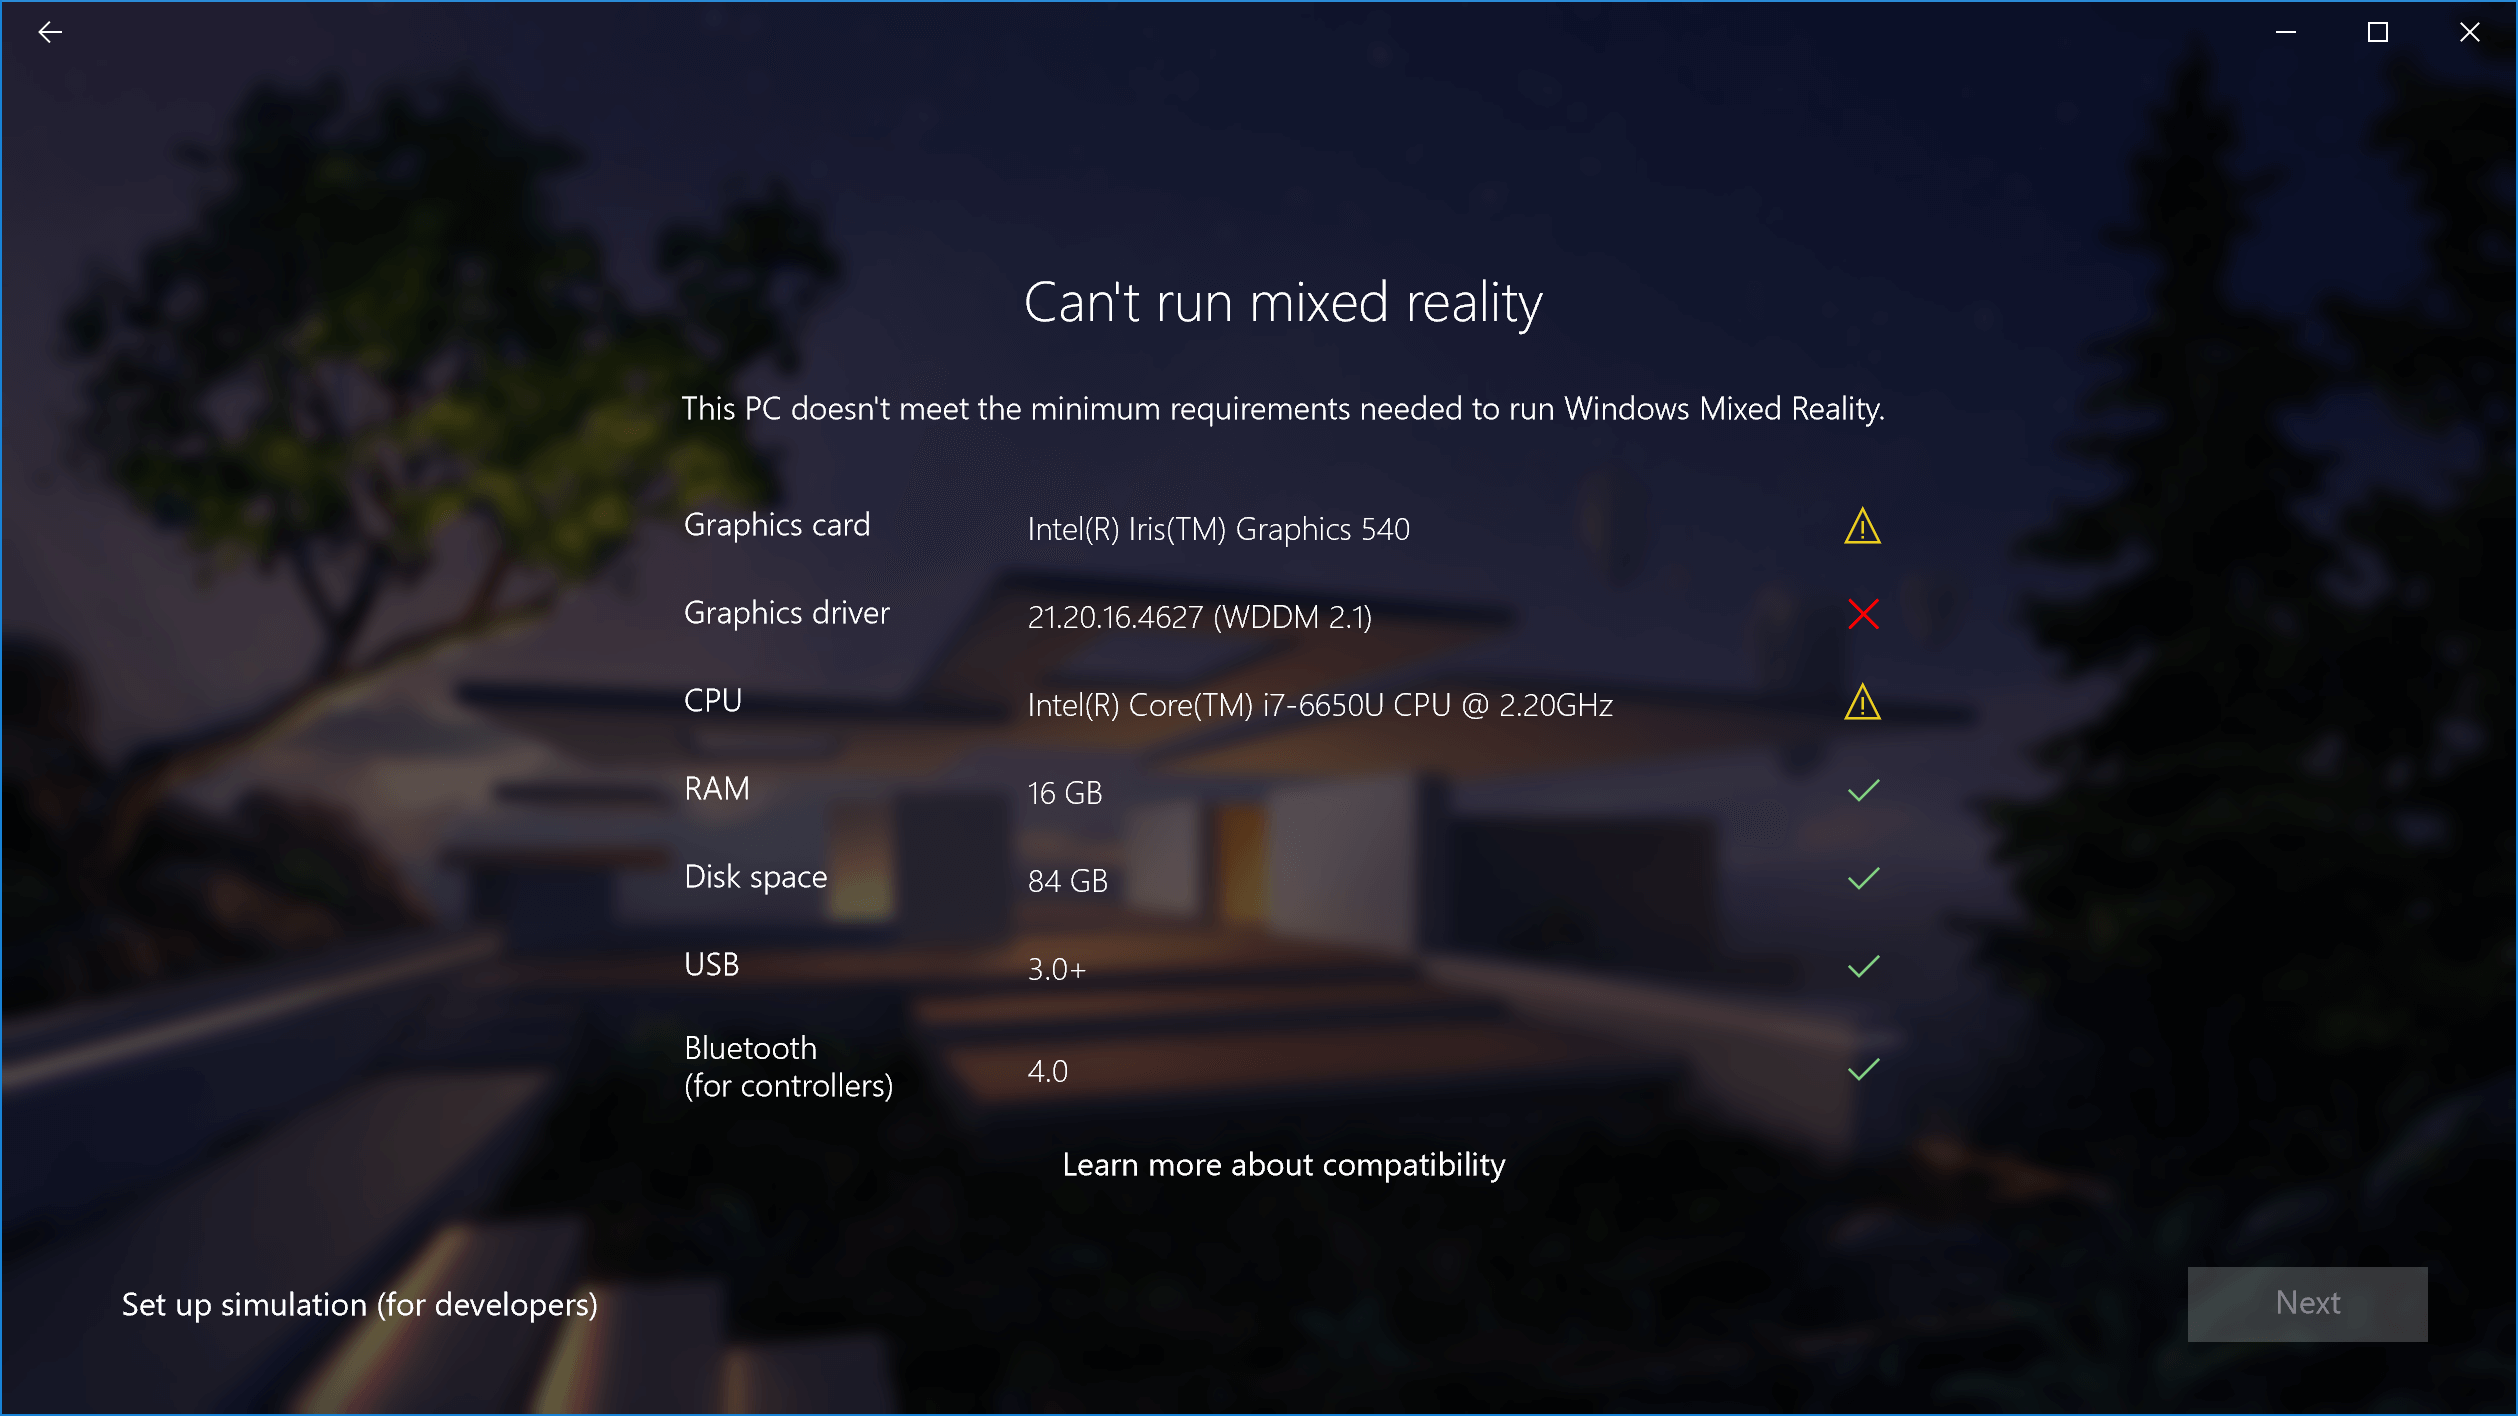 Can't run mixed reality
This PC doesn't meet the minimum requirements needed to run Windows Mixed Reality.
Graphics card Intel(R) Iris(TM) Graphics 540
Graphics driver 21.20.16.4627 (WDDM 2.1)
CPU Intel(R) Core(TM) i7-6650U CPU @ 2.20GHz
RAM 16 GB
Disk space 84 GB
USB 3.0+
Bluetooth
(for controllers) 4.0
Learn more about compatibility
Set up simulation (for developers)
Next